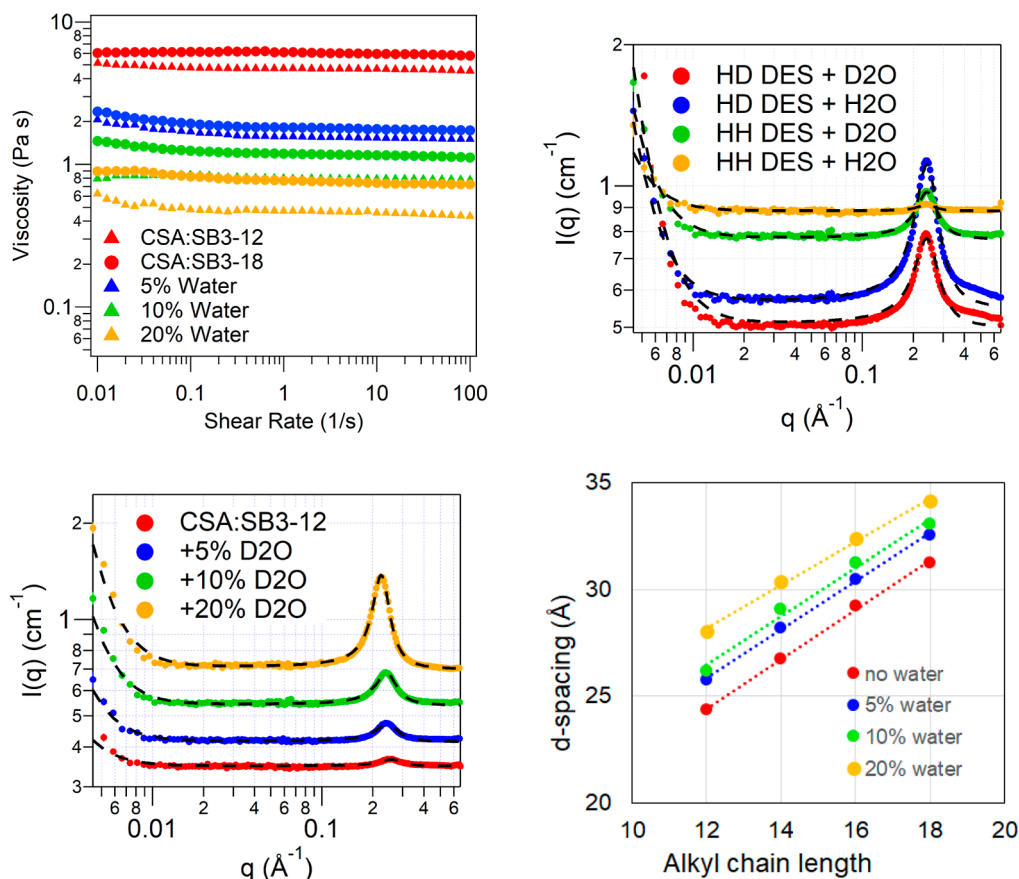 Viscosity (Pa s)
10
8
6
4
2
1
8
6
4
2
0.1
8
6
CSA:SB3-12
CSA:SB3-18
5% Water
10% Water
20% Water
0.01 0.1 1 10 100
Shear Rate (1/s)
I(q) (cm-1)
2
1
9
8
7
6
5
HD DES + D2O
HD DES + H2O
HH DES + D2O
HH DES + H2O
6 8 2 4 6 8 2 4 6
0.01 0.1
q (Å-1)
I(q) (cm-1)
2
1
9
8
7
6
5
4
3
CSA:SB3-12
+5% D2O
+10% D2O
+20% D2O
6 8 2 4 6 8 2 4 6
0.01 0.1
q (Å-1)
d-spacing (Å)
35
30
25
20
no water
5% water
10% water
20% water
10 12 14 16 18 20
Alkyl chain length